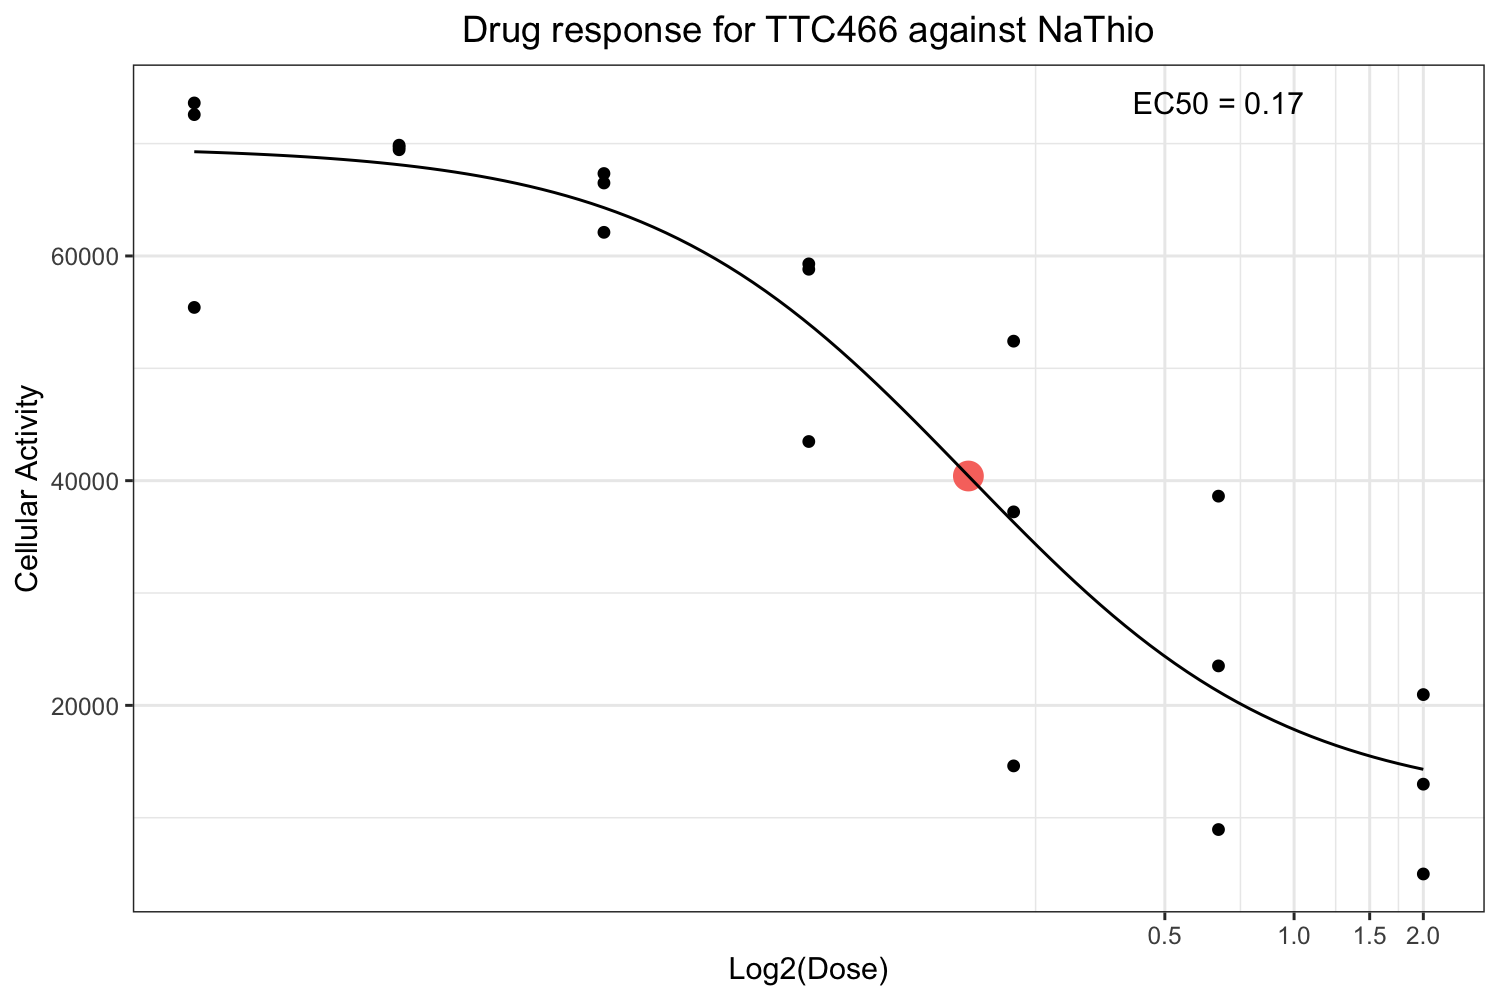 Drug response for TTC466 against NaThio
EC50 = 0.17
60000
40000
20000
Cellular Activity
0.5 1.0 1.5 2.0
Log2(Dose)